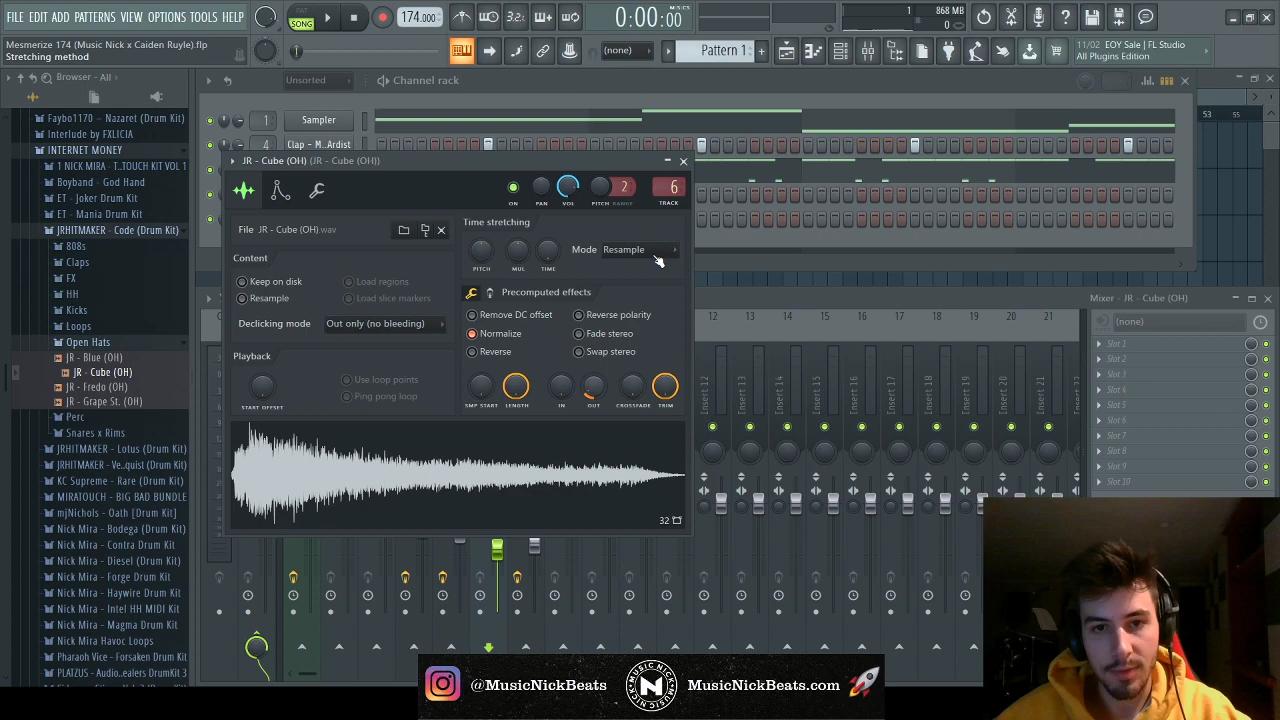 FILE EDIT ADD PATTERNS VIEW OPTIONS TOOLS HELP
PAT
SONG
174.000
3.2
0:00:00
M:S:CS
1
868 MB
0
Mesmerize 174 (Music Nick x Caiden Ruyle).flp
Stretching method
(none)
Pattern 1
11/02 EOY Sale | FL Studio
All Plugins Edition
Browser - All
Unsorted
Channel rack
53
55
Faybo1170 – Nazaret (Drum Kit)
Interlude by FXLICIA
INTERNET MONEY
1 NICK MIRA - T...TOUCH KIT VOL 1
Boyband - God Hand
ET - Joker Drum Kit
ET - Mania Drum Kit
JRHITMAKER - Code (Drum Kit)
808s
Claps
FX
HH
Kicks
Loops
Open Hats
JR - Blue (OH)
JR - Cube (OH)
JR - Fredo (OH)
JR - Grape St. (OH)
Perc
Snares x Rims
JRHITMAKER - Lotus (Drum Kit)
JRHITMAKER - Ve...quist (Drum Kit)
KC Supreme - Rare (Drum Kit)
MIRATOUCH - BIG BAD BUNDLE
mjNichols - Oath [Drum Kit]
Nick Mira - Bodega (Drum Kit)
Nick Mira - Contra Drum Kit
Nick Mira - Diesel (Drum Kit)
Nick Mira - Forge Drum Kit
Nick Mira - Haywire Drum Kit
Nick Mira - Intel HH MIDI Kit
Nick Mira - Magma Drum Kit
Nick Mira Havoc Loops
Pharaoh Vice - Forsaken Drum Kit
PLATZUS - Audio...ealers DrumKit 3
1
Sampler
4
Clap - M...Artist
JR - Cube (OH) (JR - Cube (OH))
2
6
ON
PAN
VOL
PITCH
RANGE
TRACK
File JR - Cube (OH).wav
Time stretching
Mode
Resample
PITCH
MUL
TIME
Content
Keep on disk
Load regions
Resample
Load slice markers
Declicking mode
Out only (no bleeding)
Precomputed effects
Remove DC offset
Reverse polarity
Normalize
Fade stereo
Reverse
Swap stereo
Playback
Use loop points
Ping pong loop
START OFFSET
SMP START
LENGTH
IN
OUT
CROSSFADE
TRIM
32
12 13 14 15 16 17 18 19 20 21
Insert 12
Insert 13
Insert 14
Insert 15
Insert 16
Insert 17
Insert 18
Insert 19
Insert 20
Insert 21
Mixer - JR - Cube (OH)
(none)
Slot 1
Slot 2
Slot 3
Slot 4
Slot 5
Slot 6
Slot 7
Slot 8
Slot 9
Slot 10
@MusicNickBeats
N
MUSIC NICK
MusicNickBeats.com